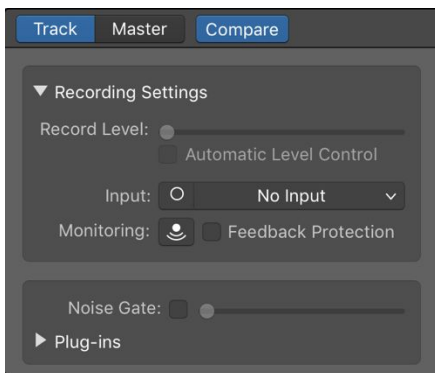 Track Master Compare
Recording Settings
Record Level:
Automatic Level Control
Input: No Input
Monitoring: Feedback Protection
Noise Gate:
Plug-ins